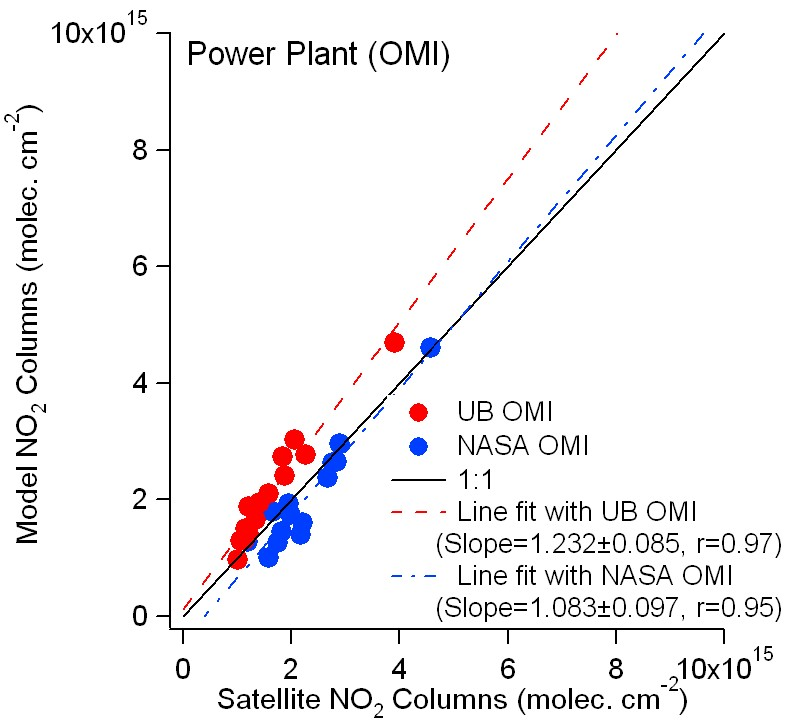 10x10^15
Power Plant (OMI)
8
6
4
2
0
Model NO₂ Columns (molec. cm⁻²)
UB OMI
NASA OMI
1:1
Line fit with UB OMI
(Slope=1.232±0.085, r=0.97)
Line fit with NASA OMI
(Slope=1.083±0.097, r=0.95)
0 2 4 6 8 10x10^15
Satellite NO₂ Columns (molec. cm⁻²)